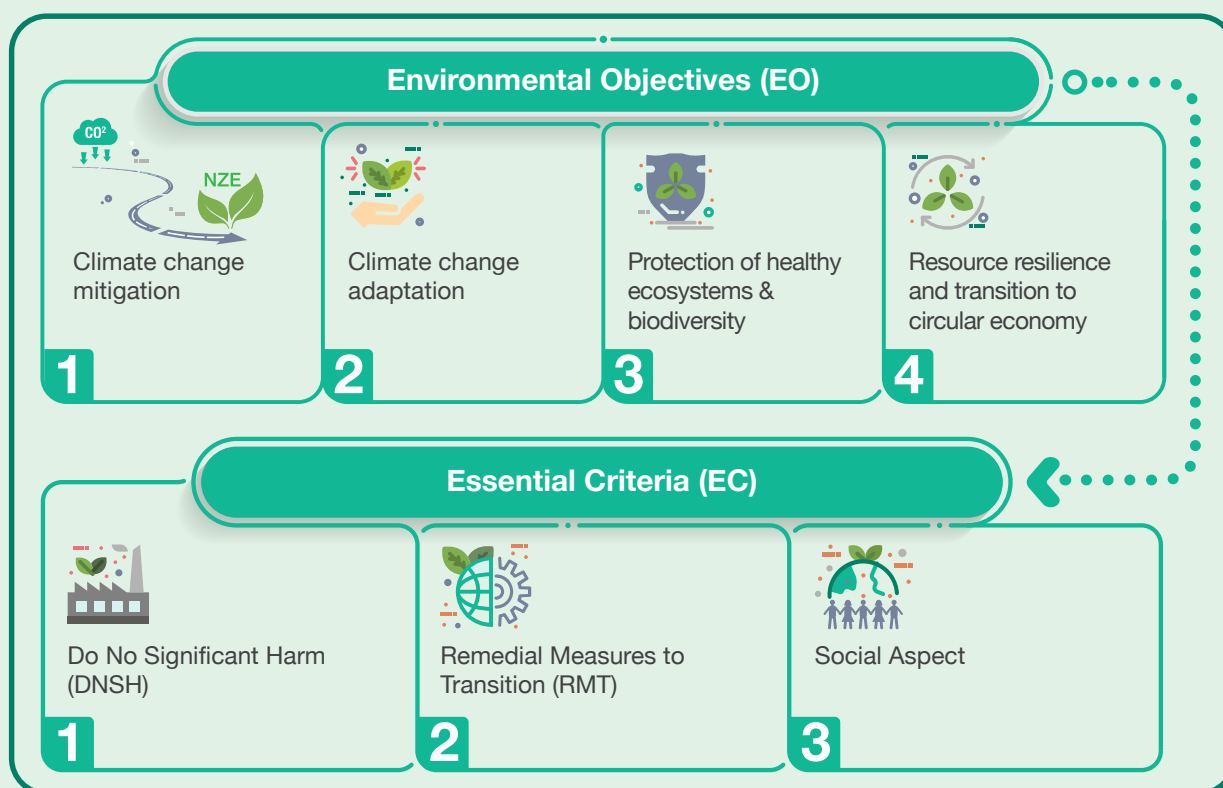 Environmental Objectives (EO)
CO²
NZE
Climate change
mitigation
1
Climate change
adaptation
2
Protection of healthy
ecosystems &
biodiversity
3
Resource resilience
and transition to
circular economy
4
Essential Criteria (EC)
Do No Significant Harm
(DNSH)
1
Remedial Measures to
Transition (RMT)
2
Social Aspect
3